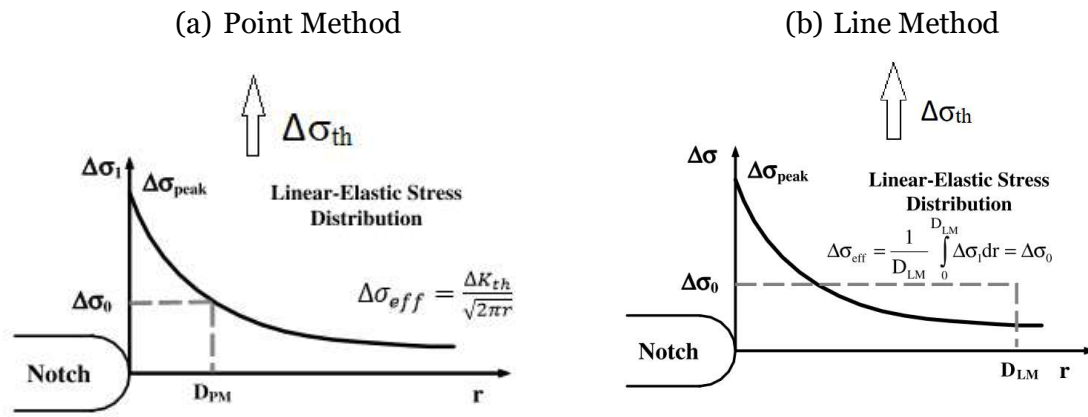 (a) Point Method
Δσth
Δσ1
Δσpeak
Linear-Elastic Stress
Distribution
Δσ0
Δσeff = ΔKth / √2πr
Notch
DPM
r
(b) Line Method
Δσth
Δσ
Δσpeak
Linear-Elastic Stress
Distribution
Δσeff = 1/DLM ∫0^DLM Δσ1dr = Δσ0
Δσ0
Notch
DLM
r